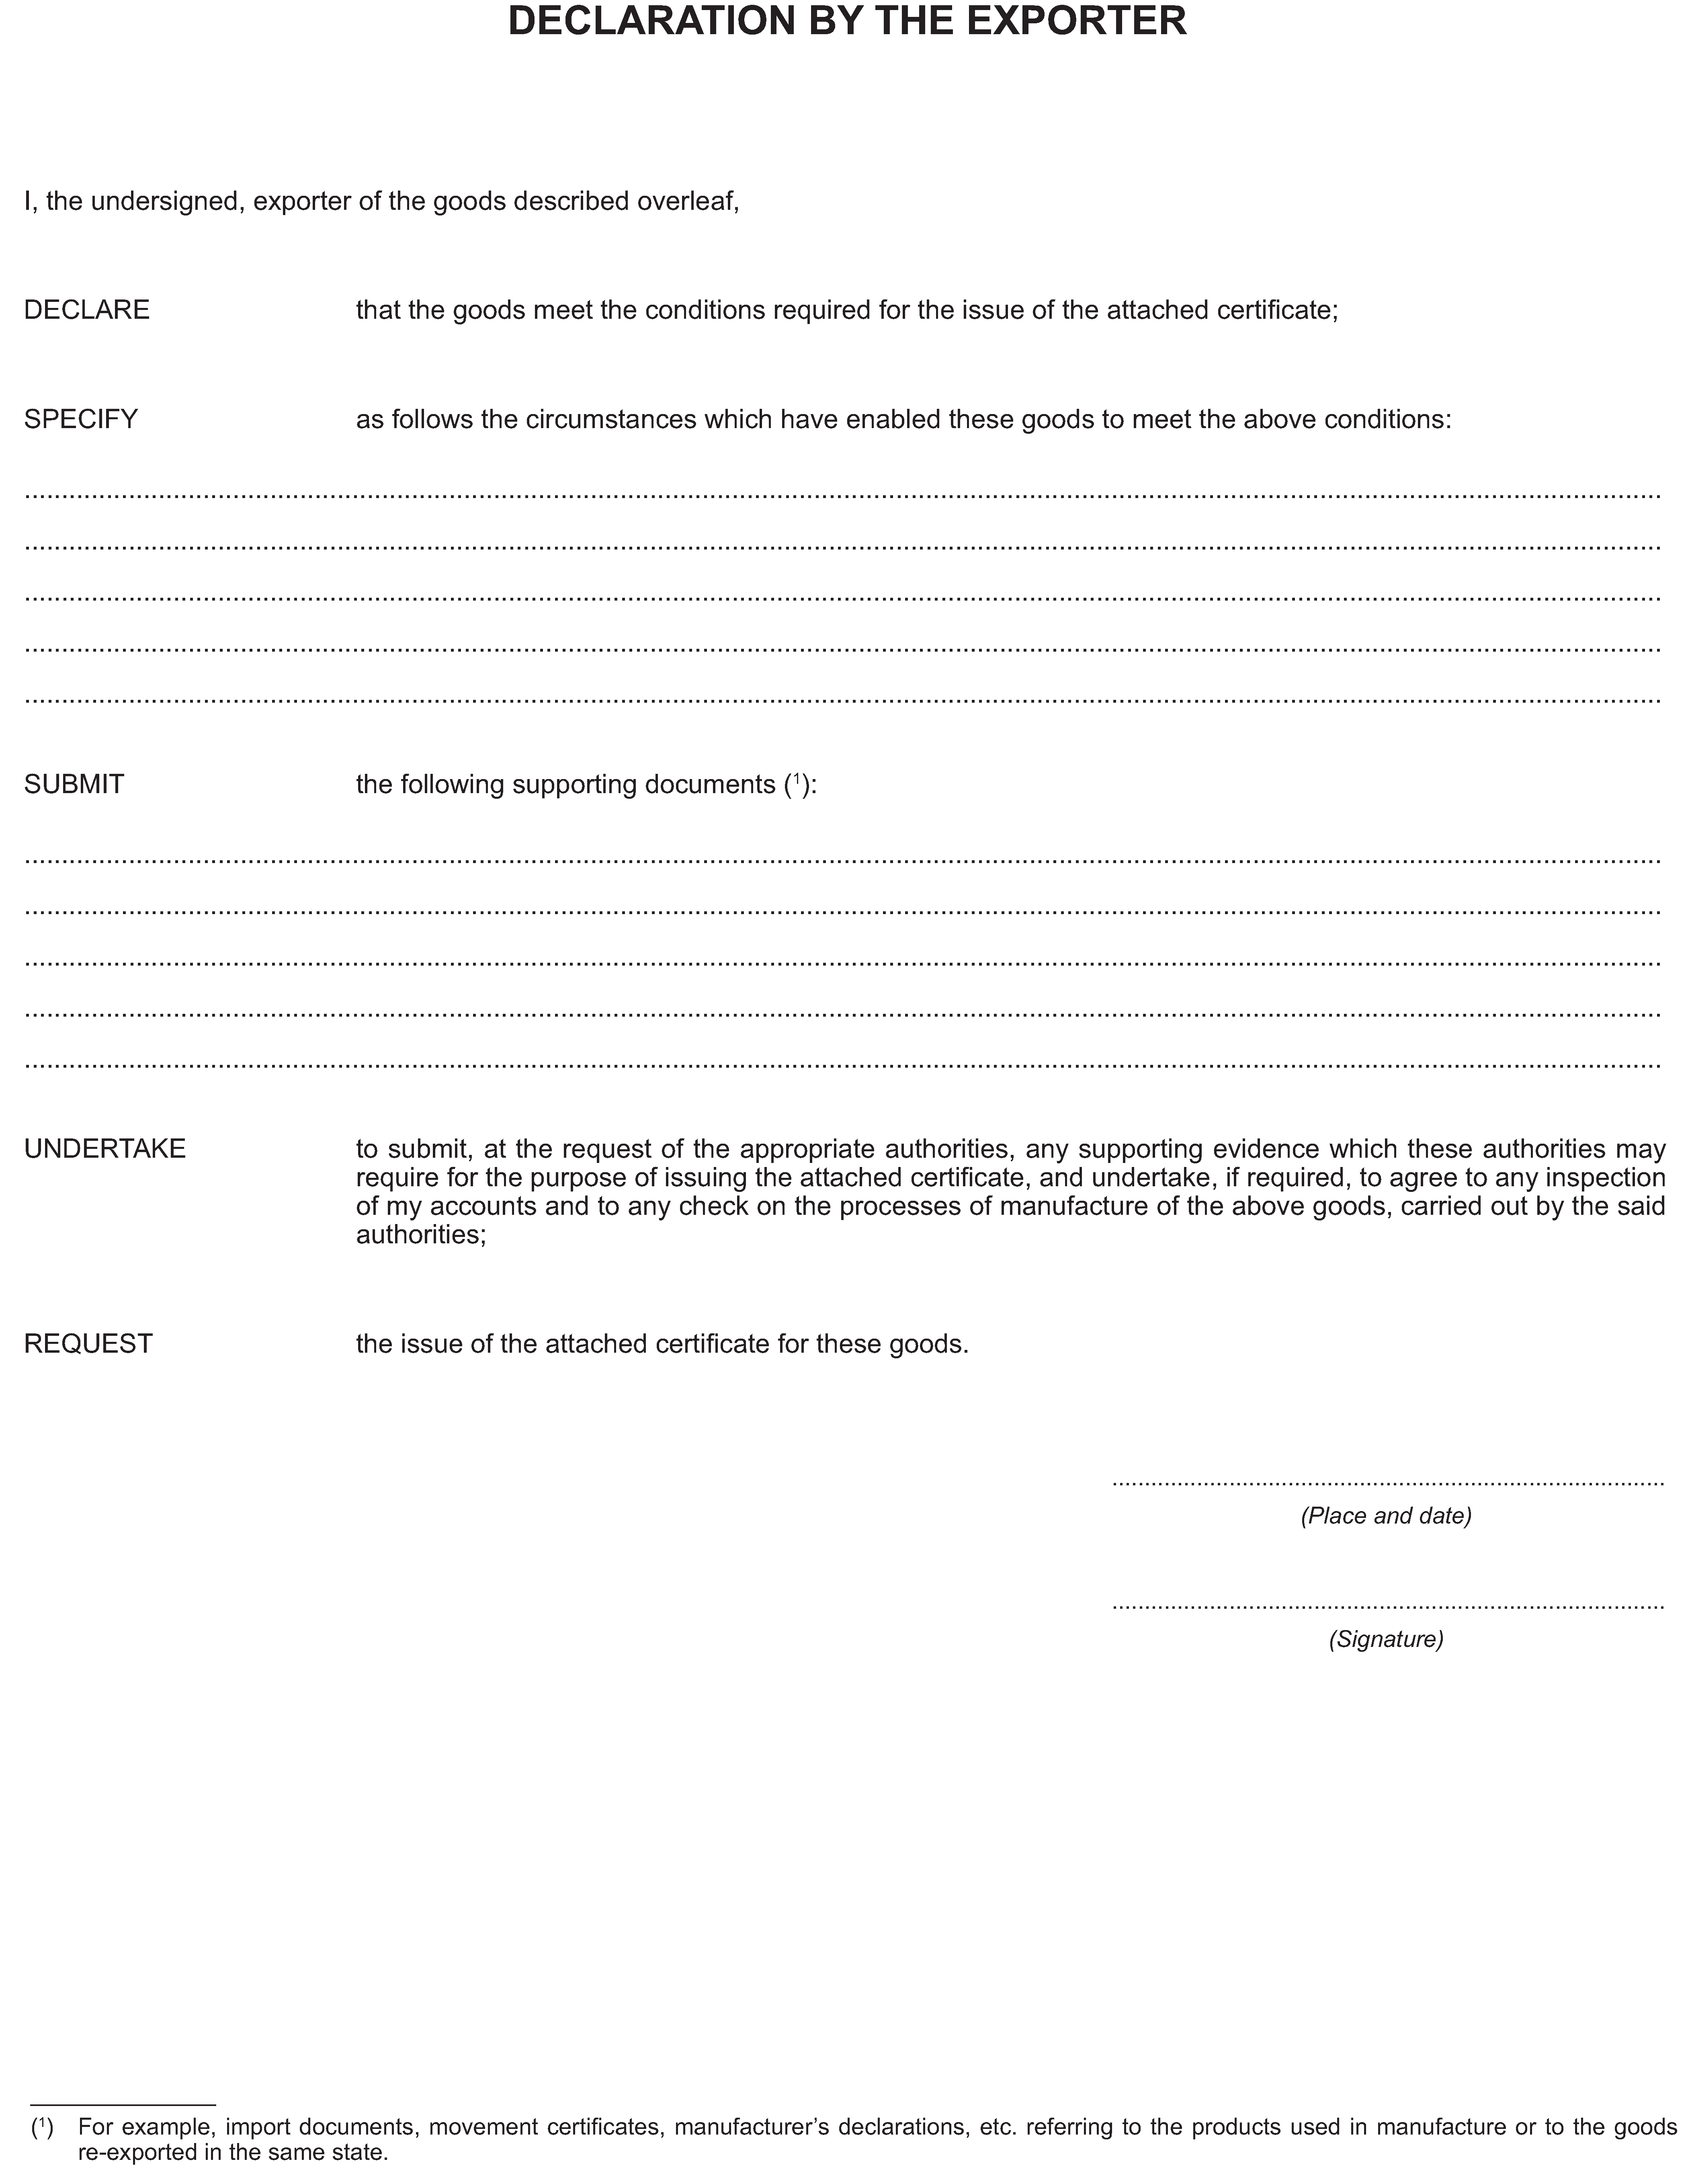 DECLARATION BY THE EXPORTER
I, the undersigned, exporter of the goods described overleaf,
DECLARE that the goods meet the conditions required for the issue of the attached certificate;
SPECIFY as follows the circumstances which have enabled these goods to meet the above conditions:
SUBMIT the following supporting documents (¹):
UNDERTAKE to submit, at the request of the appropriate authorities, any supporting evidence which these authorities may
require for the purpose of issuing the attached certificate, and undertake, if required, to agree to any inspection
of my accounts and to any check on the processes of manufacture of the above goods, carried out by the said
authorities;
REQUEST the issue of the attached certificate for these goods.
(Place and date)
(Signature)
(¹) For example, import documents, movement certificates, manufacturer’s declarations, etc. referring to the products used in manufacture or to the goods
re-exported in the same state.